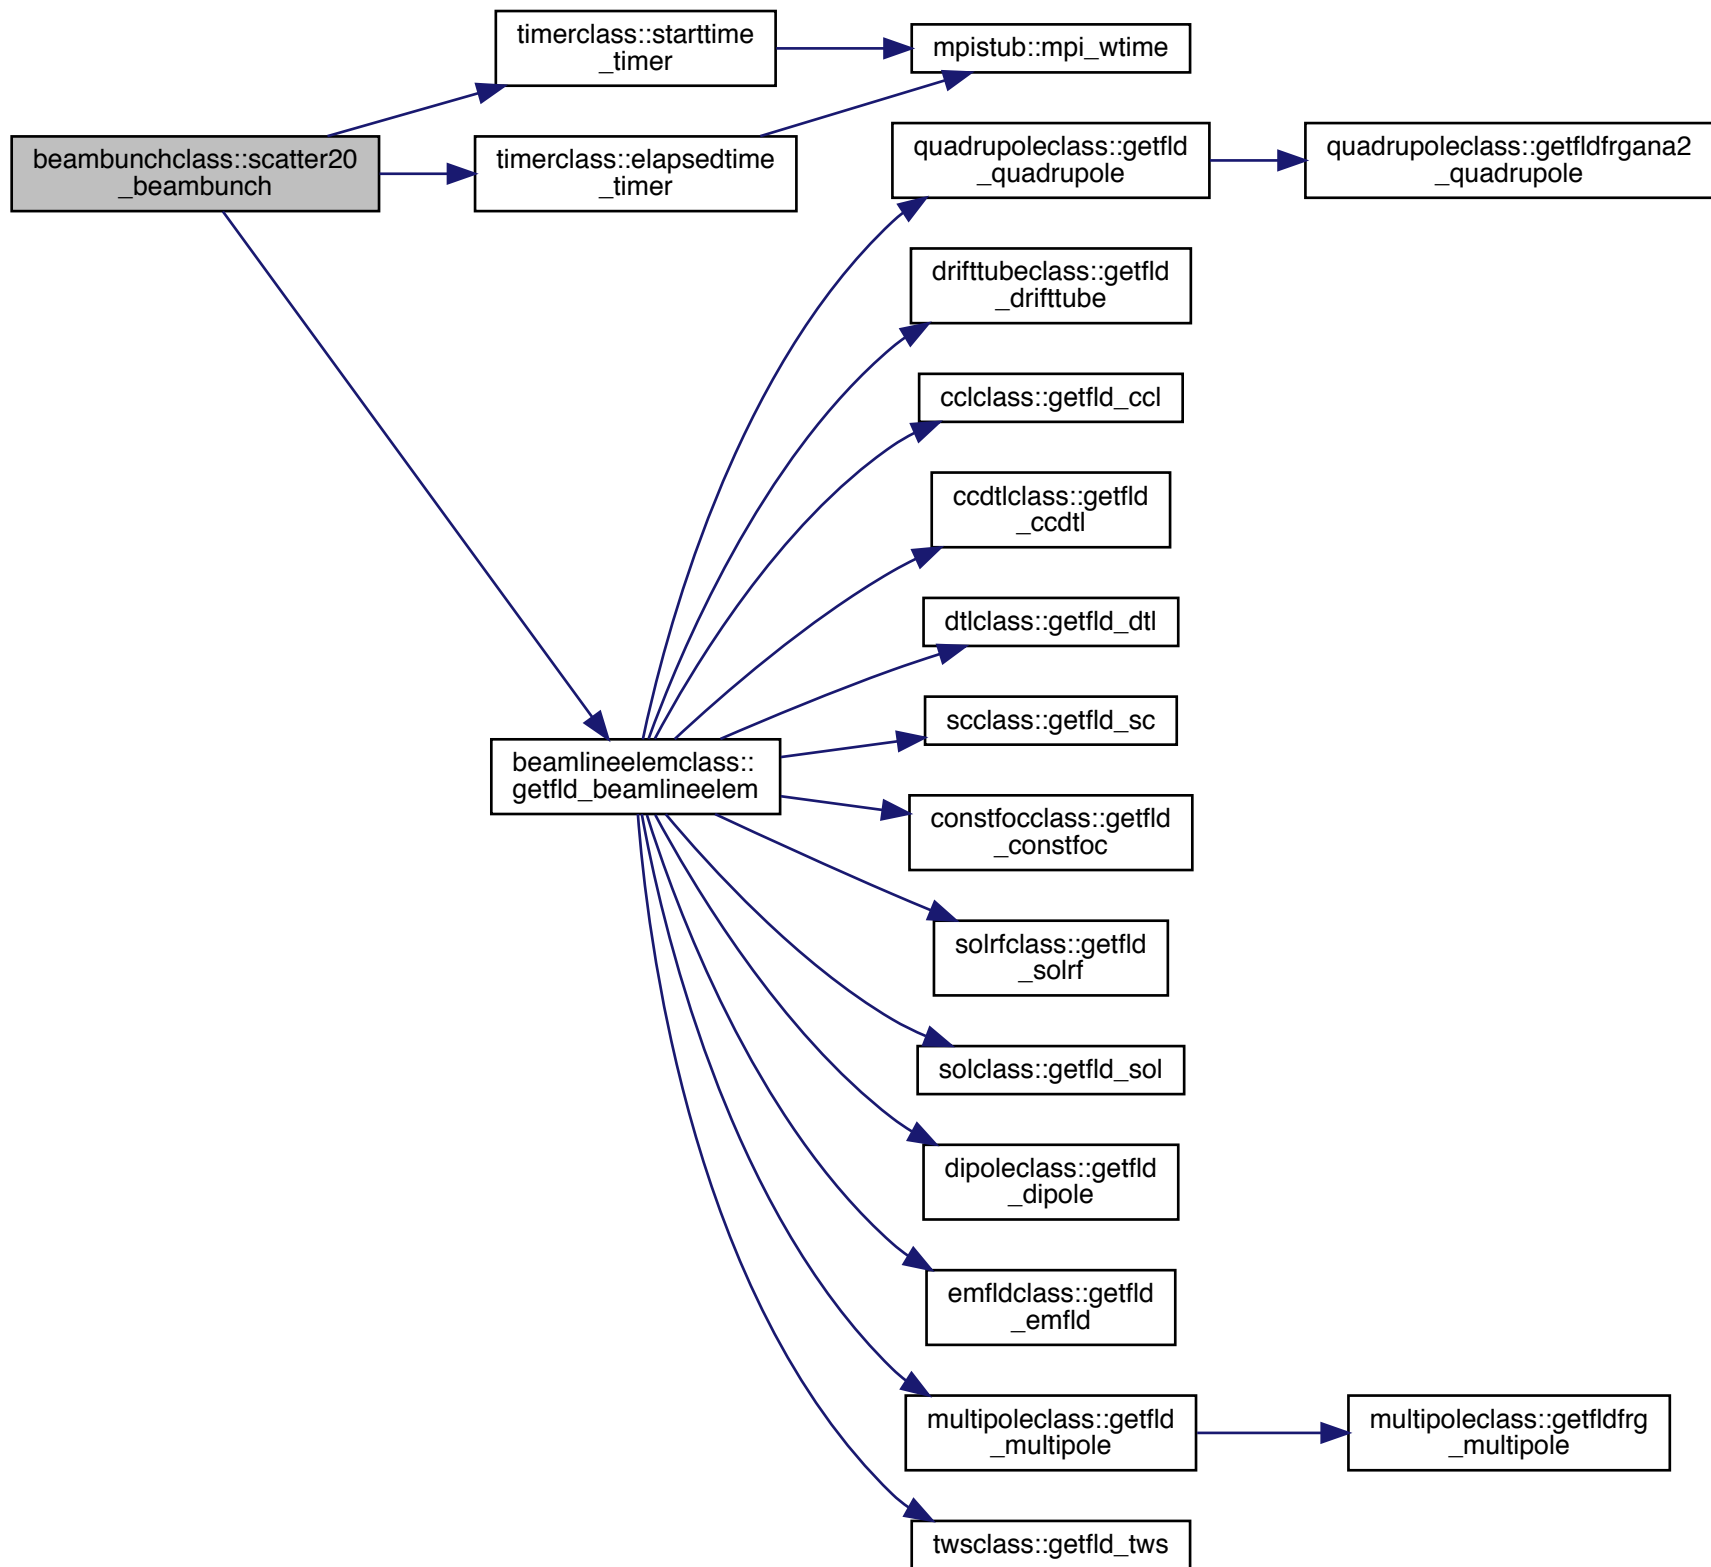 timerclass::starttime
_timer
mpistub::mpi_wtime
beambunchclass::scatter20
_beambunch
timerclass::elapsedtime
_timer
quadrupoleclass::getfld
_quadrupole
quadrupoleclass::getfldfrgana2
_quadrupole
drifttubeclass::getfld
_drifttube
cclclass::getfld_ccl
ccdtlclass::getfld
_ccdtl
dtlclass::getfld_dtl
scclass::getfld_sc
beamlineelemclass::
getfld_beamlineelem
constfocclass::getfld
_constfoc
solrfclass::getfld
_solrf
solclass::getfld_sol
dipoleclass::getfld
_dipole
emfldclass::getfld
_emfld
multipoleclass::getfld
_multipole
multipoleclass::getfldfrg
_multipole
twsclass::getfld_tws